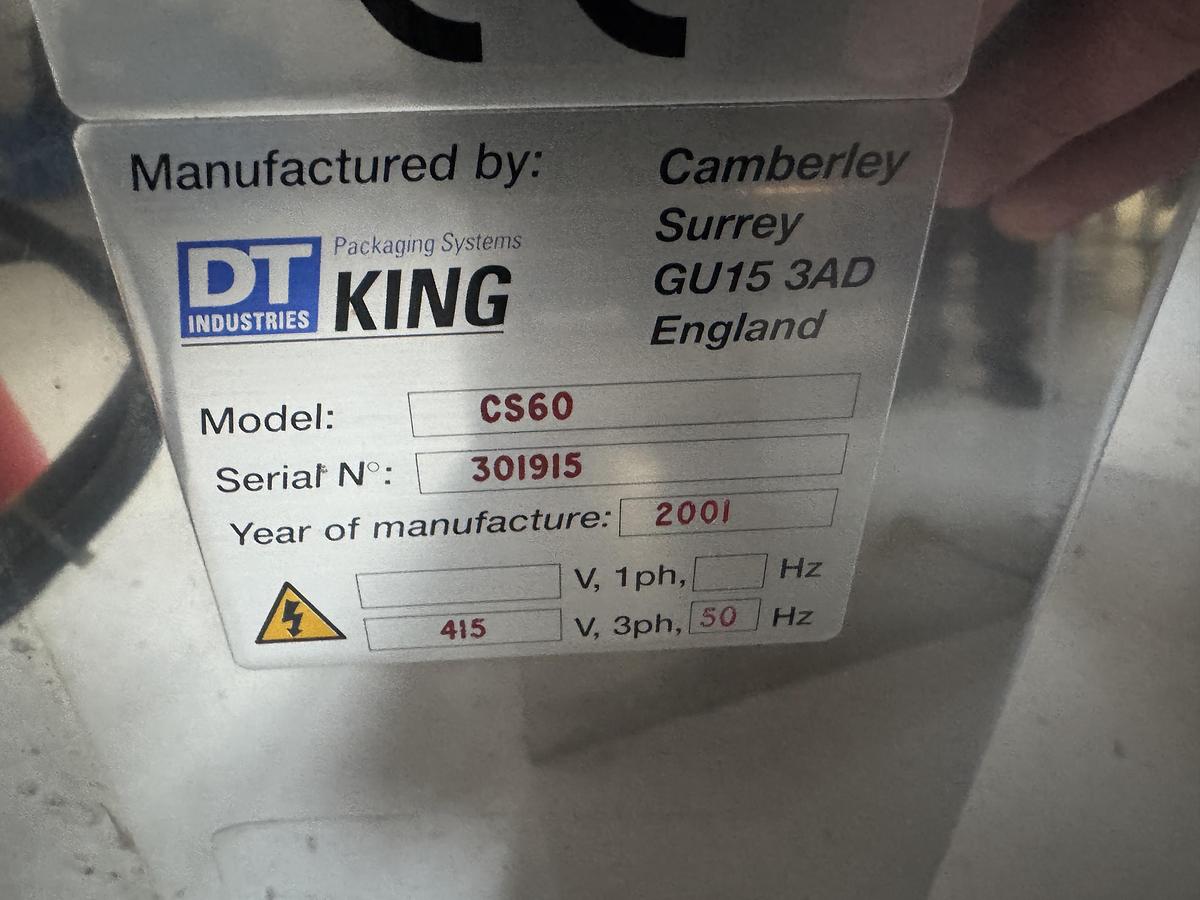 CE
Manufactured by:
Camberley
Surrey
GU15 3AD
England
DT
INDUSTRIES
Packaging Systems
KING
Model: CS60
Serial N°: 301915
Year of manufacture: 2001
V, 1ph, Hz
415 V, 3ph, 50 Hz